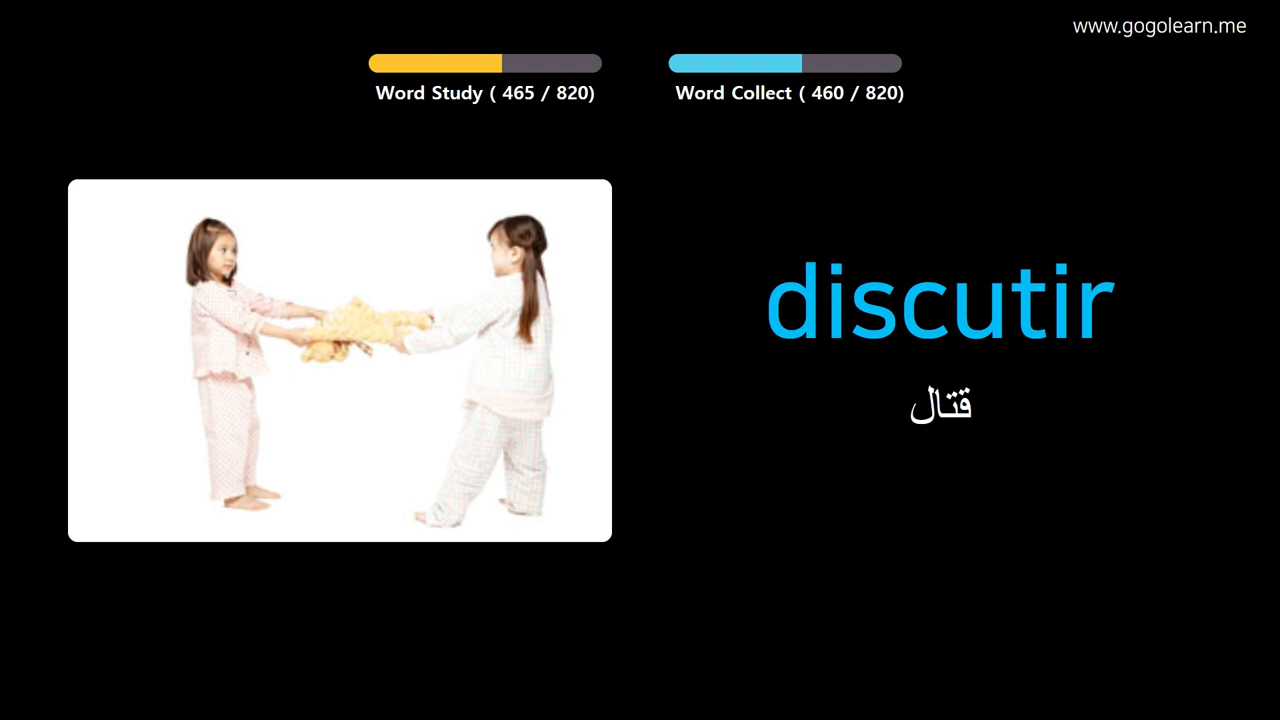 www.gogolearn.me
Word Study ( 465 / 820)
Word Collect ( 460 / 820)
discutir
قتال